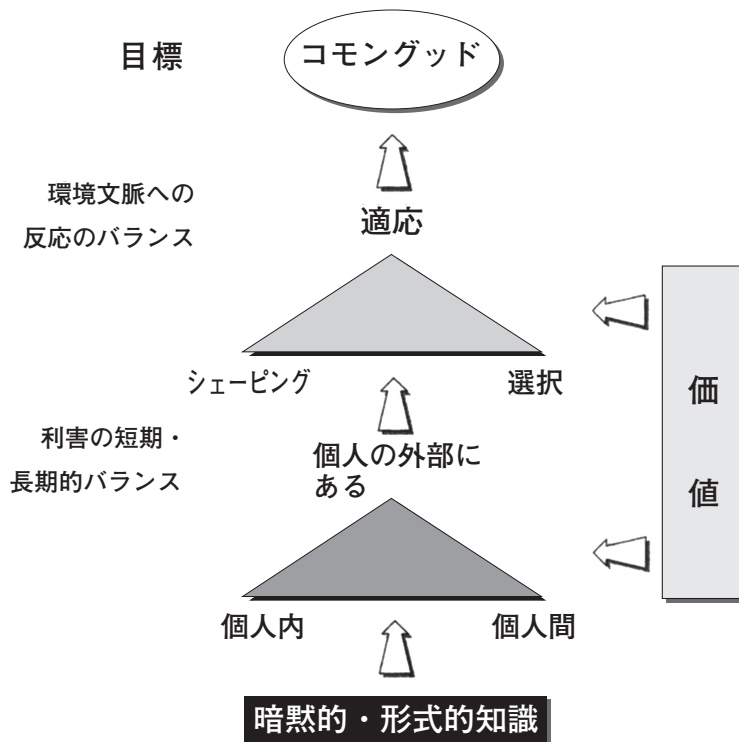 目標
コモングッド
環境文脈への
反応のバランス
適応
シェーピング
選択
価
値
利害の短期・
長期的バランス
個人の外部に
ある
個人内
個人間
暗黙的・形式的知識